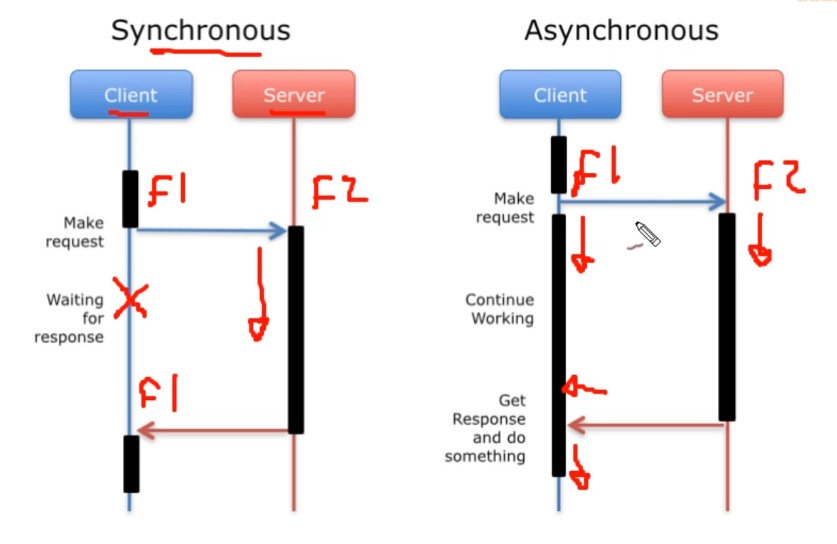 Synchronous
Client
Server
F1
F2
Make
request
Waiting
for
response
F1
Asynchronous
Client
Server
F1
F2
Make
request
Continue
Working
Get
Response
and do
something